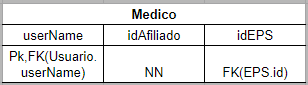 Medico
userName idAfiliado idEPS
Pk,FK(Usuario.
userName) NN FK(EPS.id)